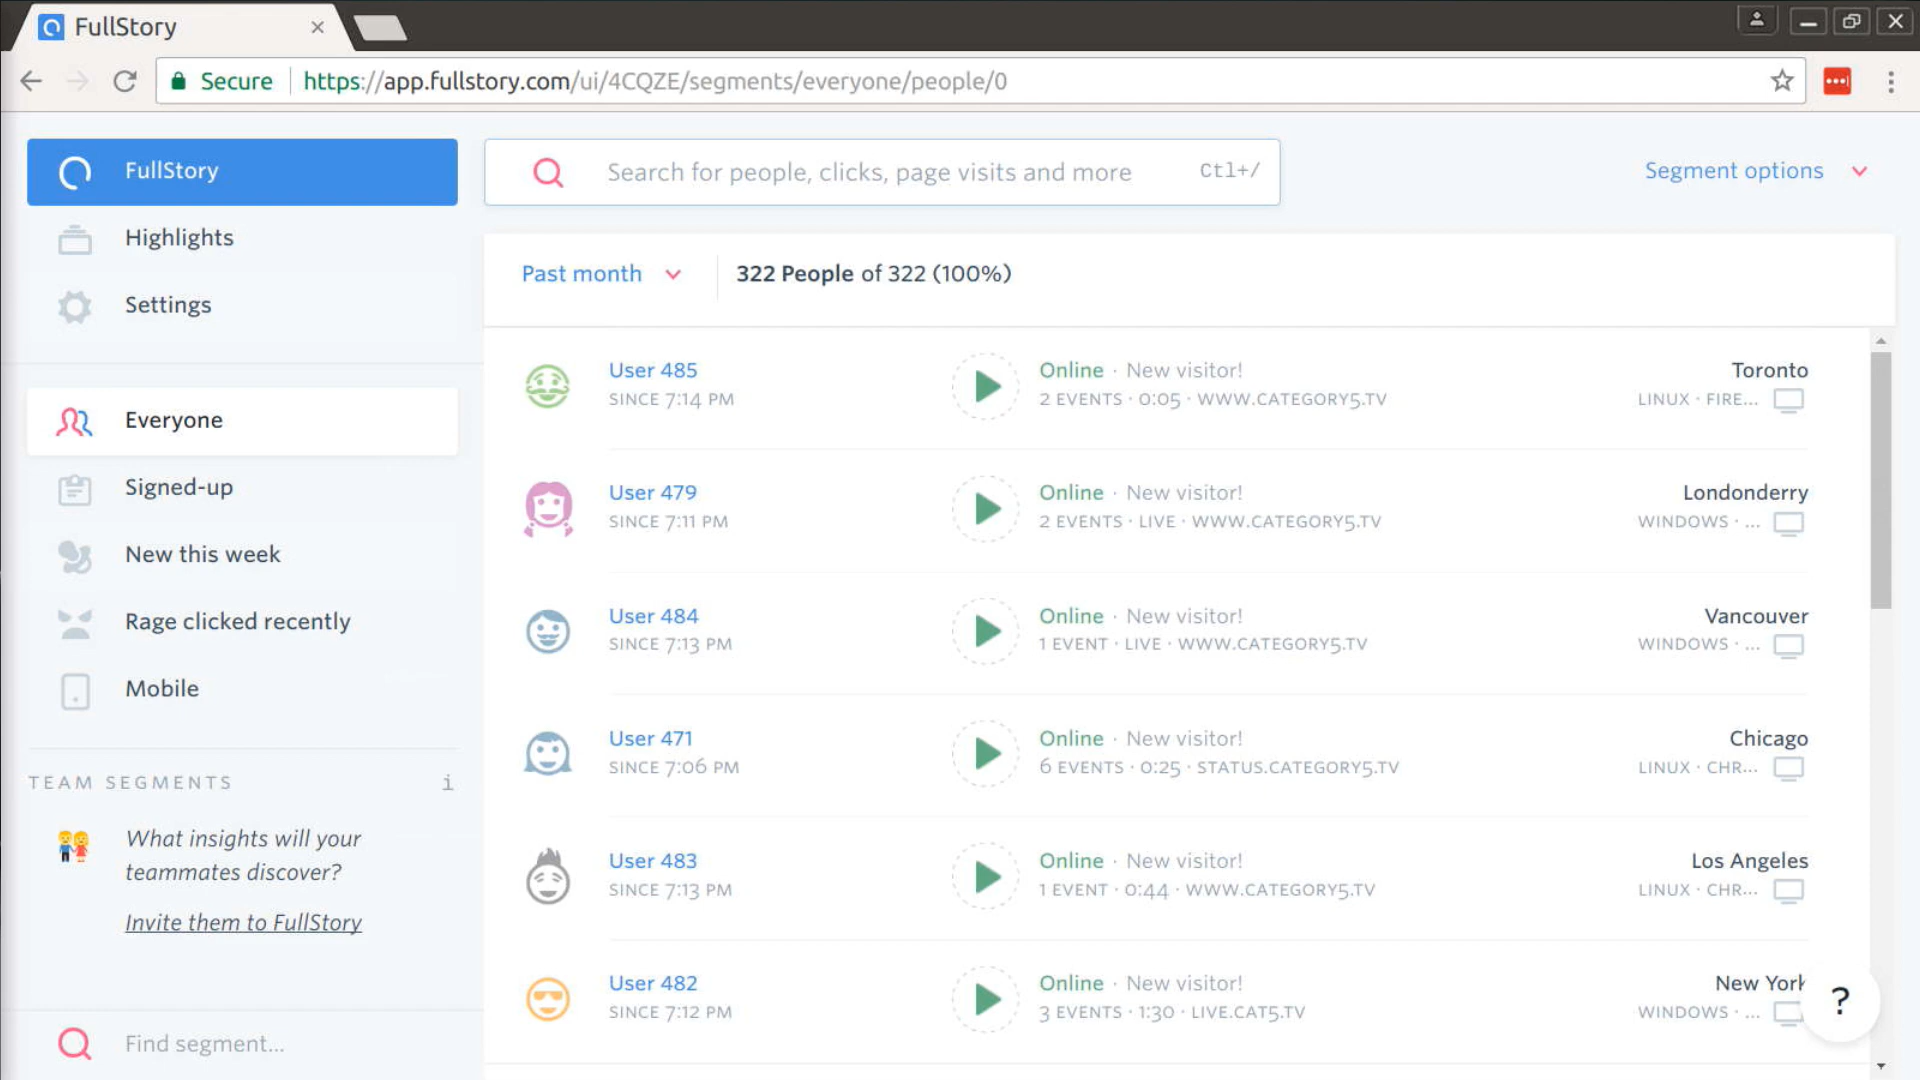 FullStory
Secure
https://app.fullstory.com/ui/4CQZE/segments/everyone/people/0
FullStory
Highlights
Settings
Everyone
Signed-up
New this week
Rage clicked recently
Mobile
TEAM SEGMENTS i
What insights will your
teammates discover?
Invite them to FullStory
Find segment...
Search for people, clicks, page visits and more Ctl+/
Segment options
Past month 322 People of 322 (100%)
User 485 Online · New visitor! Toronto
SINCE 7:14 PM 2 EVENTS · 0:05 · WWW.CATEGORY5.TV LINUX · FIRE...
User 479 Online · New visitor! Londonderry
SINCE 7:11 PM 2 EVENTS · LIVE · WWW.CATEGORY5.TV WINDOWS · ...
User 484 Online · New visitor! Vancouver
SINCE 7:13 PM 1 EVENT · LIVE · WWW.CATEGORY5.TV WINDOWS · ...
User 471 Online · New visitor! Chicago
SINCE 7:06 PM 6 EVENTS · 0:25 · STATUS.CATEGORY5.TV LINUX · CHR...
User 483 Online · New visitor! Los Angeles
SINCE 7:13 PM 1 EVENT · 0:44 · WWW.CATEGORY5.TV LINUX · CHR...
User 482 Online · New visitor! New York
SINCE 7:12 PM 3 EVENTS · 1:30 · LIVE.CAT5.TV WINDOWS · ...
?